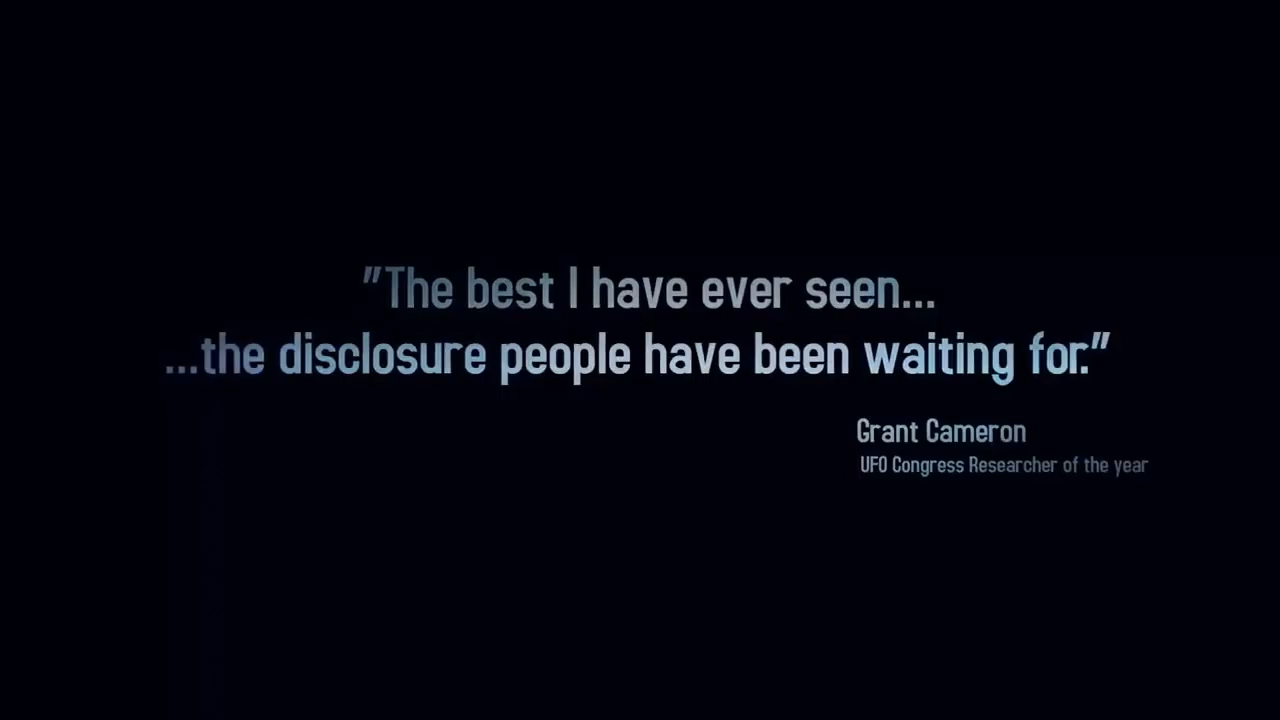 "The best I have ever seen...
...the disclosure people have been waiting for."
Grant Cameron
UFO Congress Researcher of the year